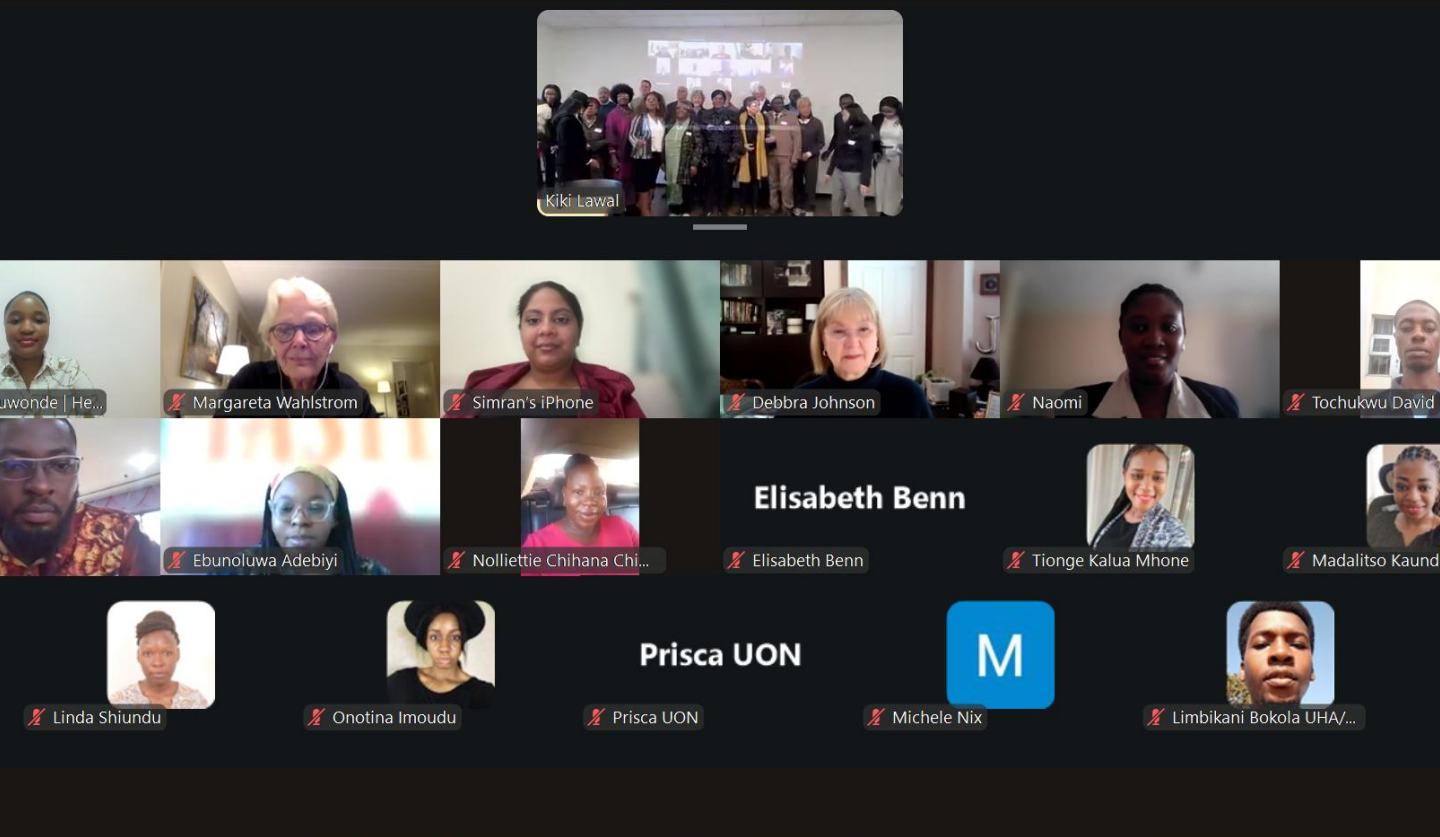 Kiki Lawal
uwonde | He...
Margareta Wahlstrom
Simran's iPhone
Debbra Johnson
Naomi
Tochukwu David
Ebunoluwa Adebiyi
Nolliettie Chihana Chi...
Elisabeth Benn
Elisabeth Benn
Tionge Kalua Mhone
Madalitso Kaund
Linda Shiundu
Onotina Imoudu
Prisca UON
Prisca UON
M
Michele Nix
Limbikani Bokola UHA/...